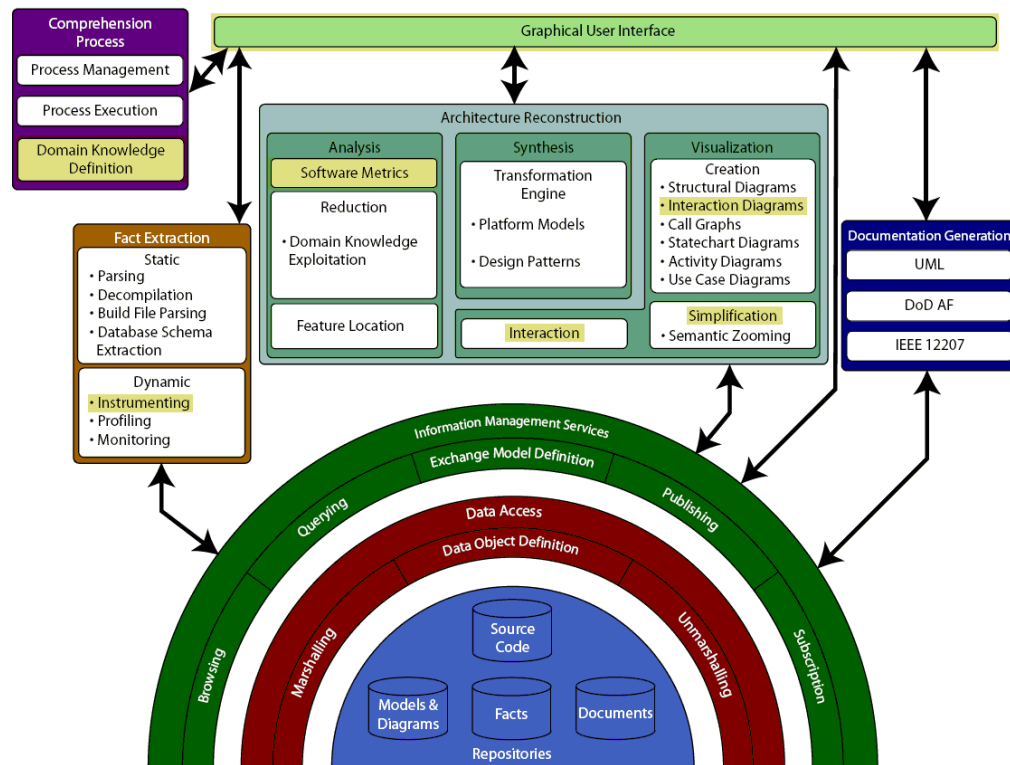 Comprehension
Process
Process Management
Process Execution
Domain Knowledge
Definition
Graphical User Interface
Architecture Reconstruction
Analysis
Software Metrics
Reduction
• Domain Knowledge
Exploitation
Feature Location
Synthesis
Transformation
Engine
• Platform Models
• Design Patterns
Interaction
Visualization
Creation
• Structural Diagrams
• Interaction Diagrams
• Call Graphs
• Statechart Diagrams
• Activity Diagrams
• Use Case Diagrams
Simplification
• Semantic Zooming
Fact Extraction
Static
• Parsing
• Decompilation
• Build File Parsing
• Database Schema
Extraction
Dynamic
• Instrumenting
• Profiling
• Monitoring
Documentation Generation
UML
DoD AF
IEEE 12207
Information Management Services
Exchange Model Definition
Querying
Publishing
Browsing
Subscription
Data Access
Data Object Definition
Marshalling
Unmarshalling
Source
Code
Models &
Diagrams
Facts
Documents
Repositories